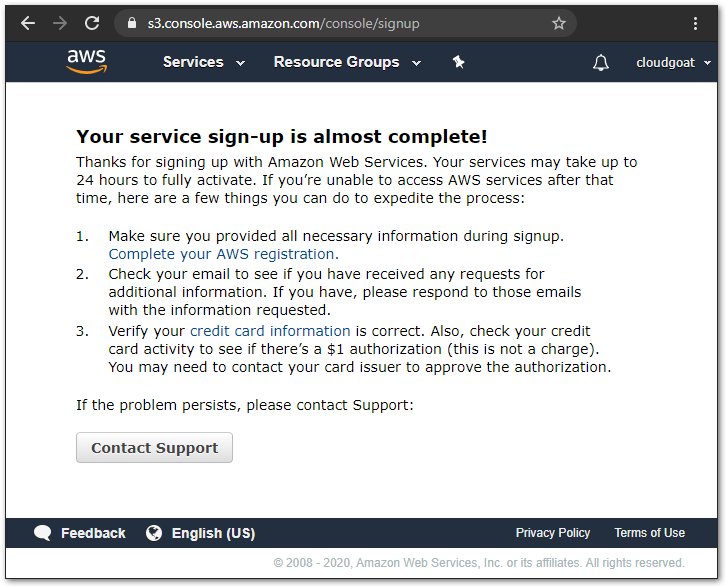 s3.console.aws.amazon.com/console/signup
aws Services Resource Groups cloudgoat
Your service sign-up is almost complete!
Thanks for signing up with Amazon Web Services. Your services may take up to
24 hours to fully activate. If you’re unable to access AWS services after that
time, here are a few things you can do to expedite the process:
1. Make sure you provided all necessary information during signup.
Complete your AWS registration.
2. Check your email to see if you have received any requests for
additional information. If you have, please respond to those emails
with the information requested.
3. Verify your credit card information is correct. Also, check your credit
card activity to see if there’s a $1 authorization (this is not a charge).
You may need to contact your card issuer to approve the authorization.
If the problem persists, please contact Support:
Contact Support
Feedback English (US) Privacy Policy Terms of Use
© 2008 - 2020, Amazon Web Services, Inc. or its affiliates. All rights reserved.